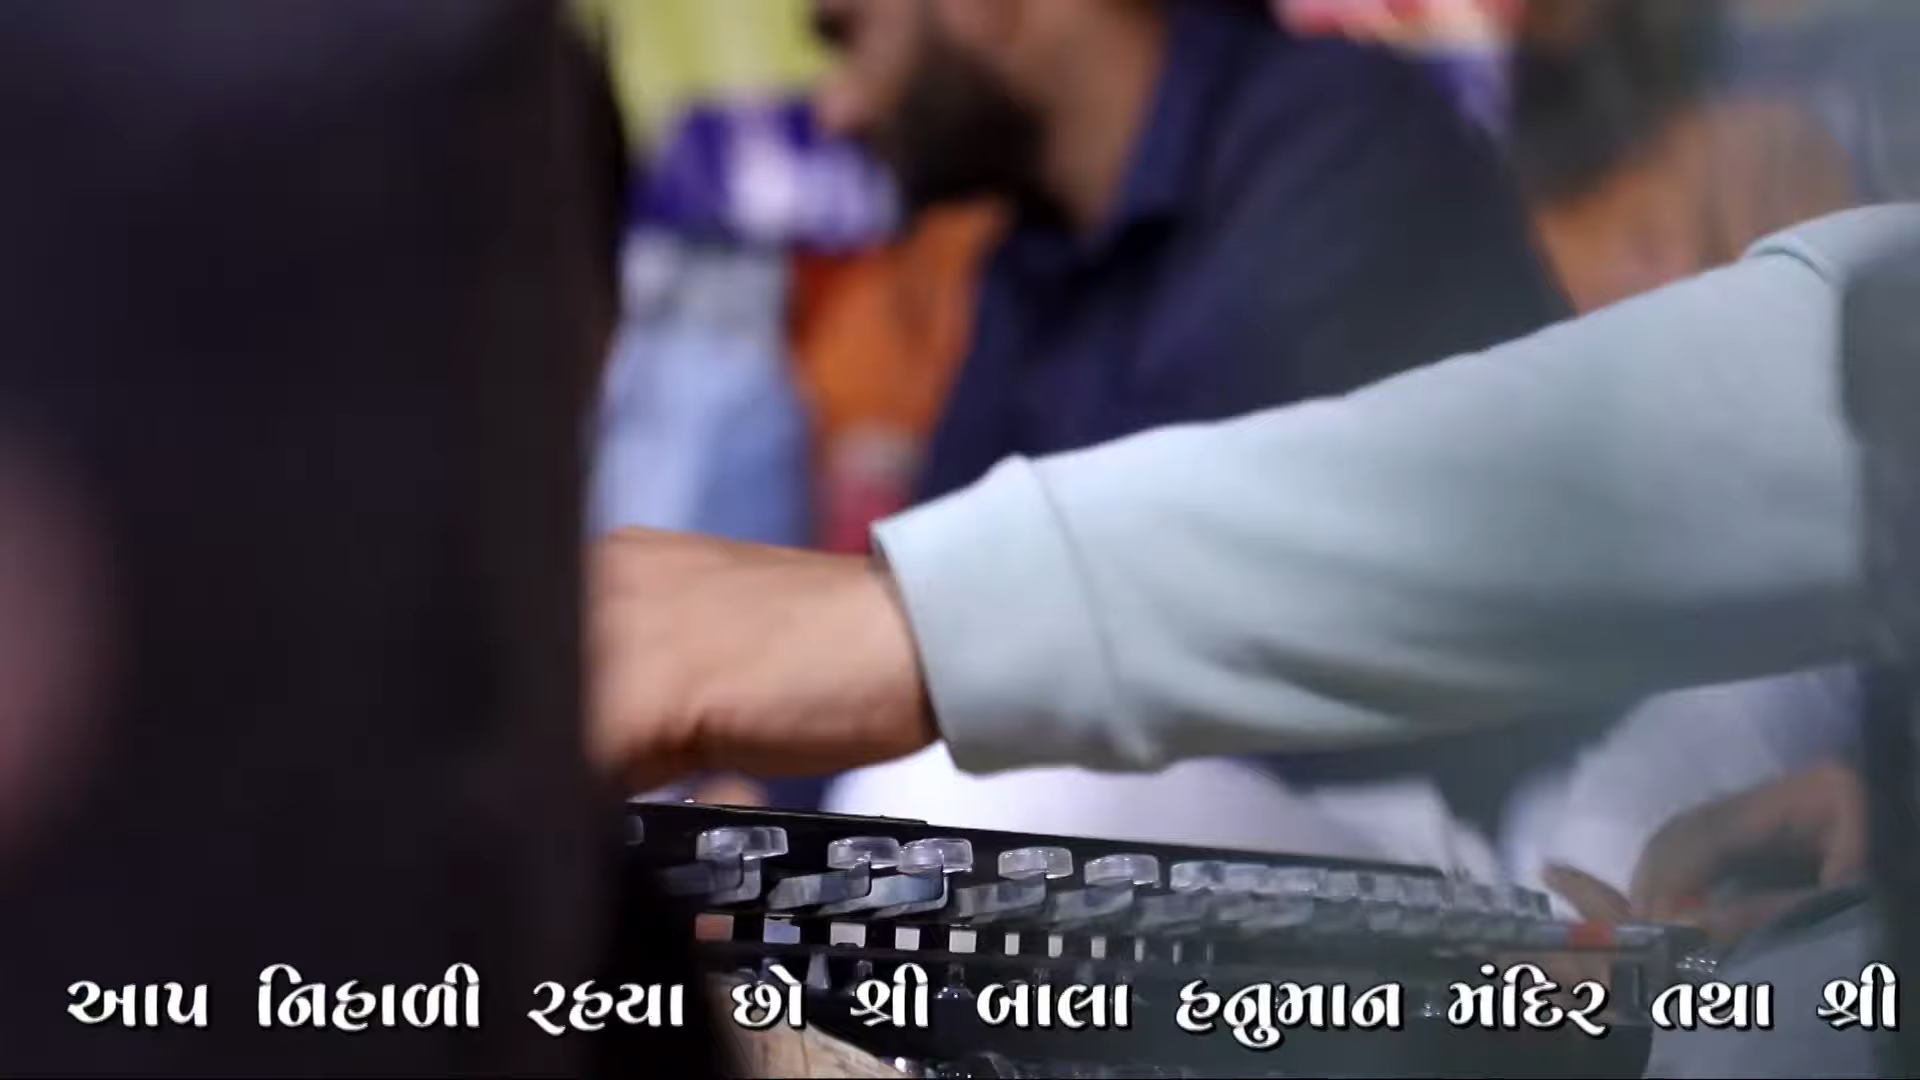 આપ નિહાળી રહયા છો શ્રી બાલા હનુમાન મંદિર તથા શ્રી